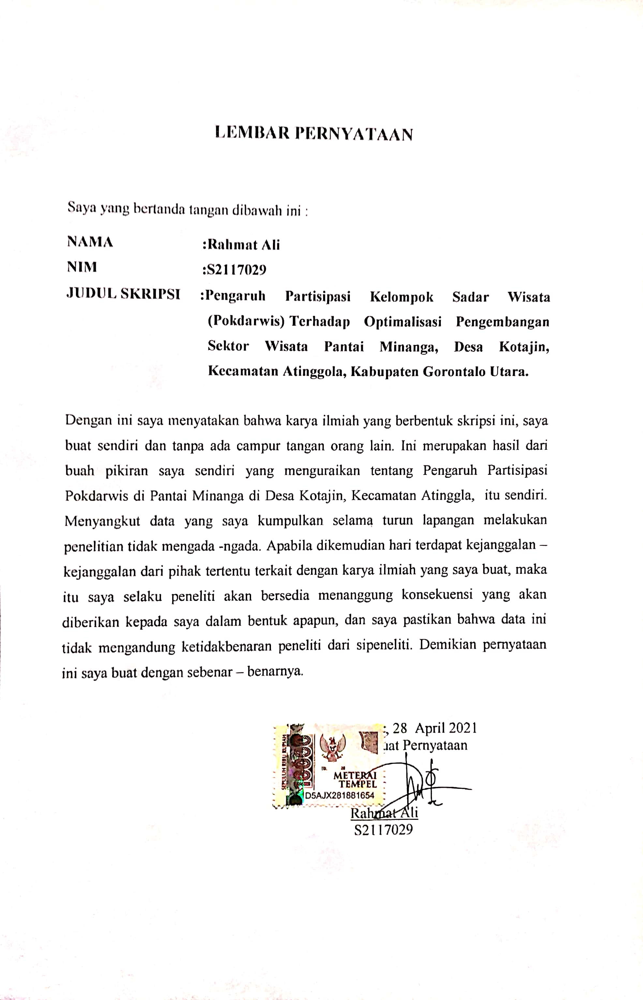 LEMBAR PERNYATAAN
Saya yang bertanda tangan dibawah ini :
NAMA :Rahmat Ali
NIM :S2117029
JUDUL SKRIPSI :Pengaruh Partisipasi Kelompok Sadar Wisata
(Pokdarwis) Terhadap Optimalisasi Pengembangan
Sektor Wisata Pantai Minanga, Desa Kotajin,
Kecamatan Atinggola, Kabupaten Gorontalo Utara.
Dengan ini saya menyatakan bahwa karya ilmiah yang berbentuk skripsi ini, saya
buat sendiri dan tanpa ada campur tangan orang lain. Ini merupakan hasil dari
buah pikiran saya sendiri yang menguraikan tentang Pengaruh Partisipasi
Pokdarwis di Pantai Minanga di Desa Kotajin, Kecamatan Atinggla, itu sendiri.
Menyangkut data yang saya kumpulkan selama turun lapangan melakukan
penelitian tidak mengada -ngada. Apabila dikemudian hari terdapat kejanggalan –
kejanggalan dari pihak tertentu terkait dengan karya ilmiah yang saya buat, maka
itu saya selaku peneliti akan bersedia menanggung konsekuensi yang akan
diberikan kepada saya dalam bentuk apapun, dan saya pastikan bahwa data ini
tidak mengandung ketidakbenaran peneliti dari sipeneliti. Demikian pernyataan
ini saya buat dengan sebenar – benarnya.
, 28 April 2021
uat Pernyataan
SEPULUH RIBU RUPIAH
10000
TGL 20
METERAI
TEMPEL
D5AJX281881654
Rahmat Ali
S2117029